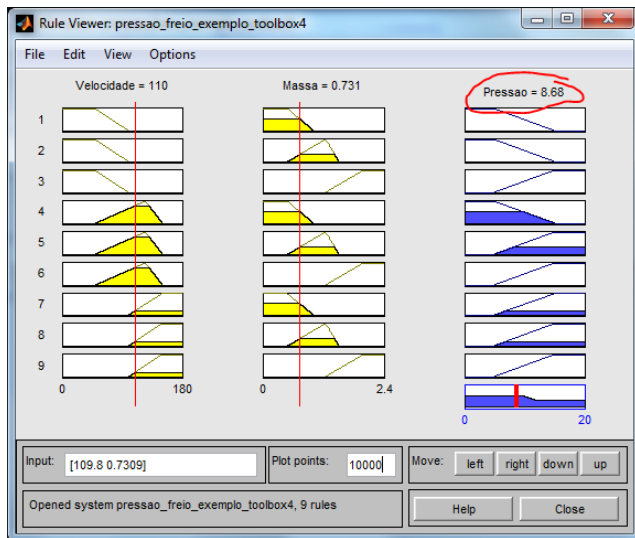 Rule Viewer: pressao_freio_exemplo_toolbox4
File Edit View Options
Velocidade = 110 Massa = 0.731 Pressao = 8.68
1
2
3
4
5
6
7
8
9
0 180 0 2.4
0 20
Input: [109.8 0.7309] Plot points: 10000 Move: left right down up
Opened system pressao_freio_exemplo_toolbox4, 9 rules Help Close